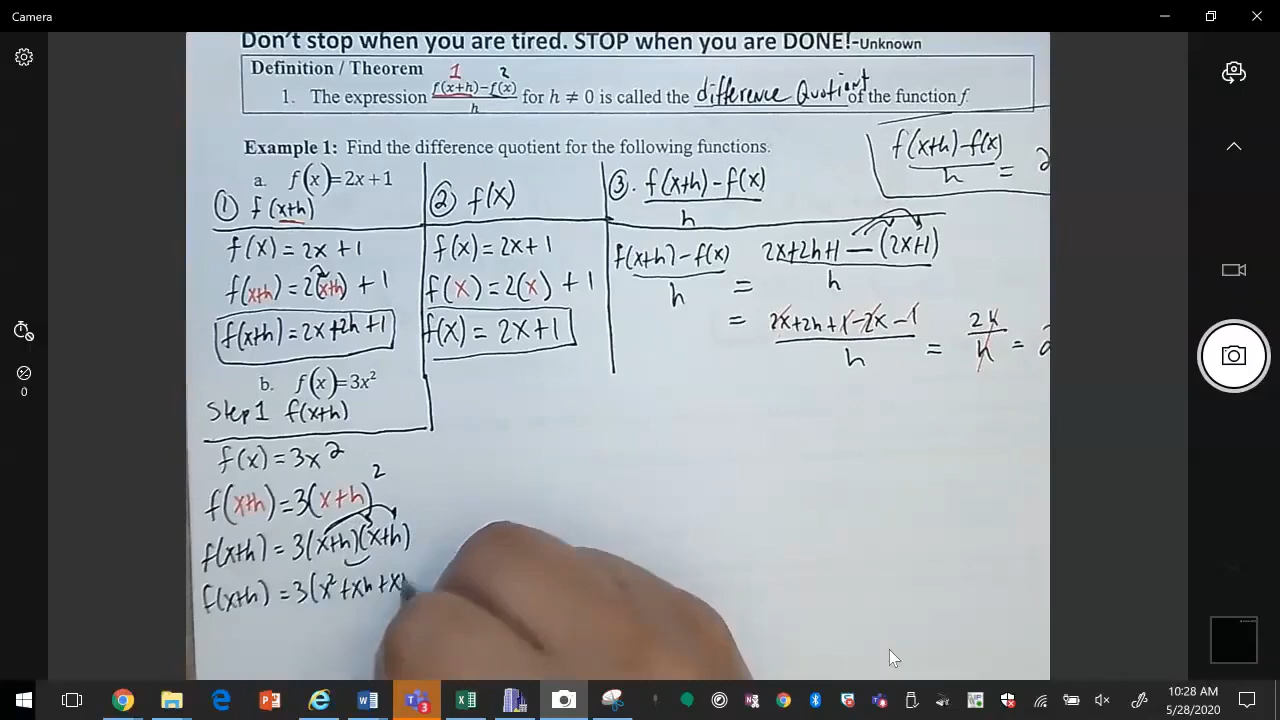 Camera
Don't stop when you are tired. STOP when you are DONE!-Unknown
Definition / Theorem
1. The expression f(x+h)−f(x)/h for h ≠ 0 is called the difference Quotient of the function f.
1 2
Example 1: Find the difference quotient for the following functions.
f(x+h)-f(x)/h = 2
a. f(x)=2x+1
① f(x+h)
② f(x)
③. f(x+h)-f(x)/h
f(x) = 2x+1
f(x+h) = 2(x+h)+1
f(x+h) = 2x+2h+1
f(x) = 2x+1
f(x) = 2(x)+1
f(x) = 2x+1
f(x+h)-f(x)/h = 2x+2h+1-(2x+1)/h
= 2x+2h+1-2x-1/h = 2h/h = 2
b. f(x)=3x²
Step 1 f(x+h)
f(x) = 3x²
f(x+h) = 3(x+h)²
f(x+h) = 3(x+h)(x+h)
f(x+h) = 3(x²+xh+x
0
3
10:28 AM
5/28/2020